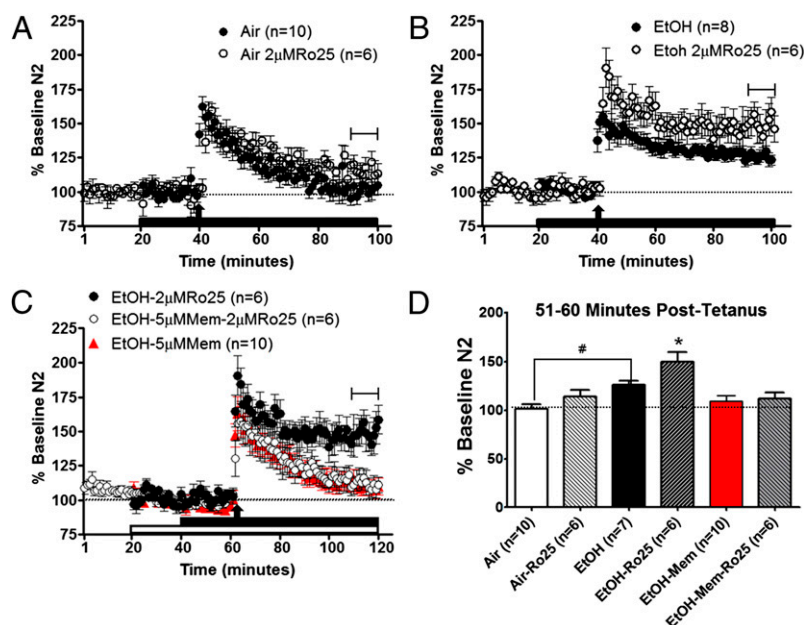 A
Air (n=10)
Air 2μMRo25 (n=6)
% Baseline N2
225
200
175
150
125
100
75
1 20 40 60 80 100
Time (minutes)
B
EtOH (n=8)
Etoh 2μMRo25 (n=6)
% Baseline N2
225
200
175
150
125
100
75
1 20 40 60 80 100
Time (minutes)
C
EtOH-2μMRo25 (n=6)
EtOH-5μMMem-2μMRo25 (n=6)
EtOH-5μMMem (n=10)
% Baseline N2
225
200
175
150
125
100
75
1 20 40 60 80 100 120
Time (minutes)
D
51-60 Minutes Post-Tetanus
% Baseline N2
200
150
100
50
0
#
*
Air (n=10)
Air-Ro25 (n=6)
EtOH (n=7)
EtOH-Ro25 (n=6)
EtOH-Mem (n=10)
EtOH-Mem-Ro25 (n=6)